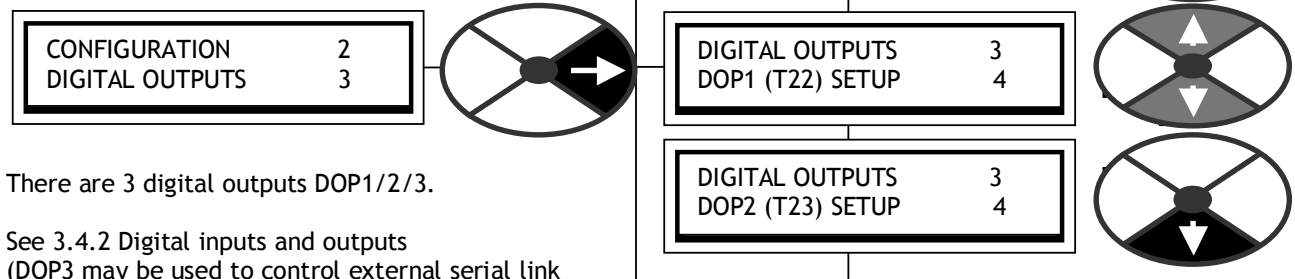 CONFIGURATION 2
DIGITAL OUTPUTS 3
DIGITAL OUTPUTS 3
DOP1 (T22) SETUP 4
DIGITAL OUTPUTS 3
DOP2 (T23) SETUP 4
There are 3 digital outputs DOP1/2/3.
See 3.4.2 Digital inputs and outputs
(DOP3 may be used to control external serial link